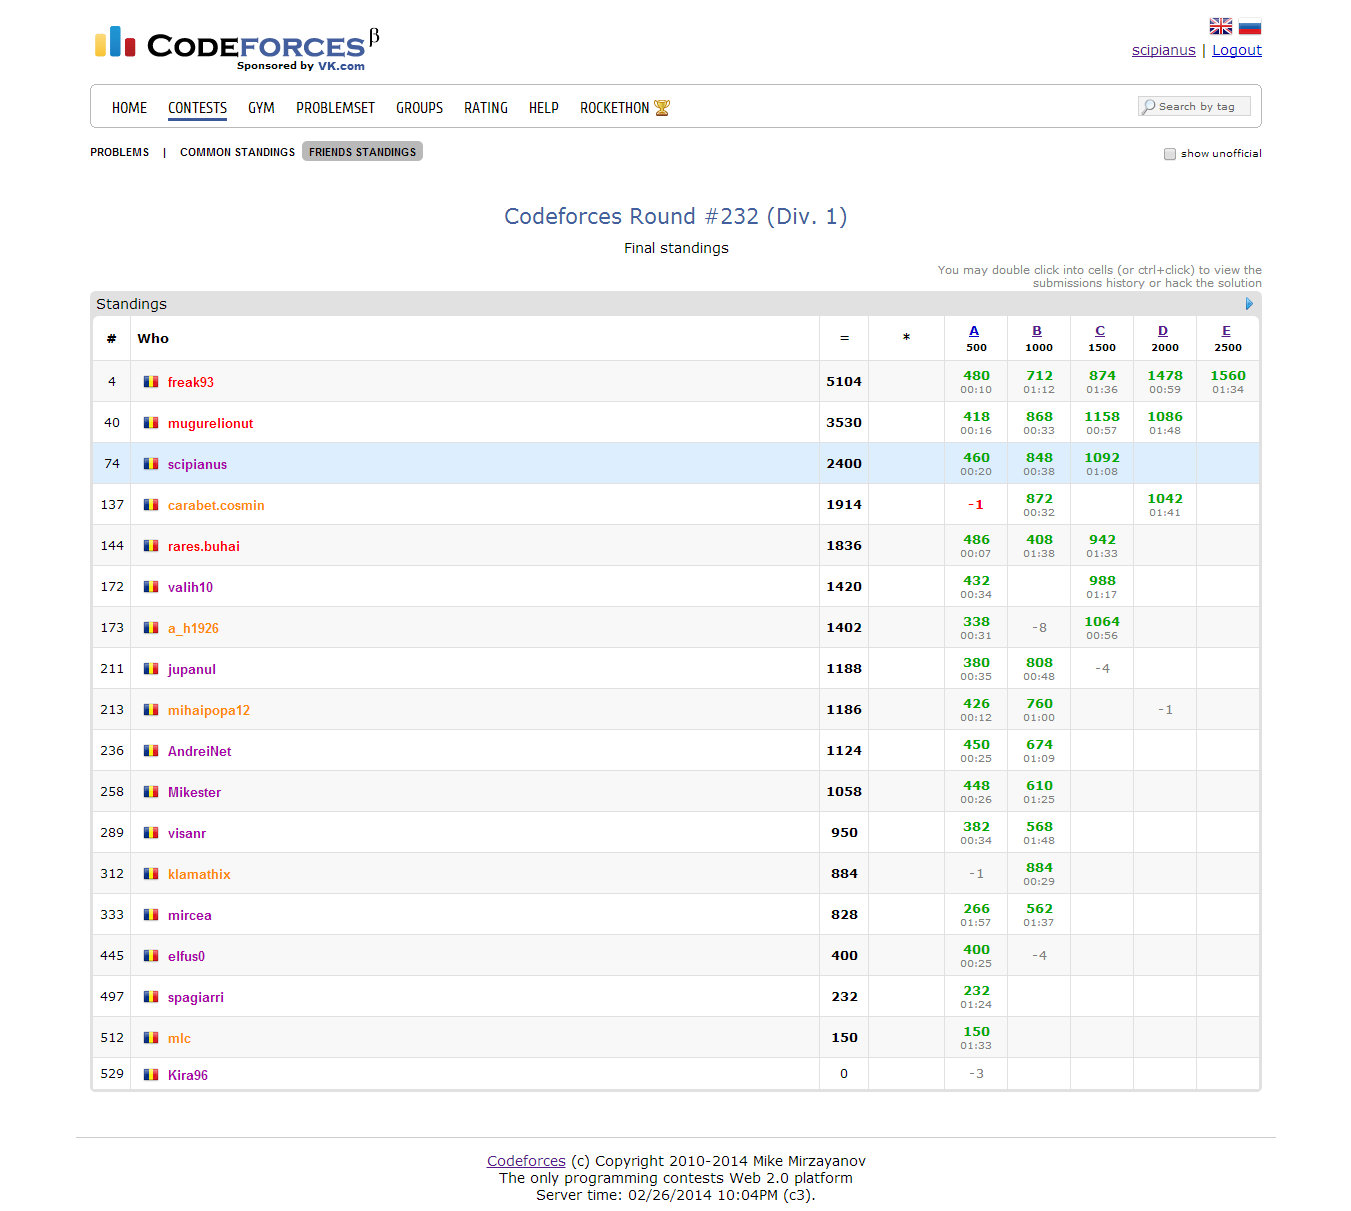 CODEFORCES β
Sponsored by VK.com
scipianus | Logout
HOME CONTESTS GYM PROBLEMSET GROUPS RATING HELP ROCKETHON Search by tag
PROBLEMS | COMMON STANDINGS FRIENDS STANDINGS show unofficial
Codeforces Round #232 (Div. 1)
Final standings
You may double click into cells (or ctrl+click) to view the
submissions history or hack the solution
Standings
# Who = * A B C D E
500 1000 1500 2000 2500
4 freak93 5104 480 712 874 1478 1560
00:10 01:12 01:36 00:59 01:34
40 mugurelionut 3530 418 868 1158 1086
00:16 00:33 00:57 01:48
74 scipianus 2400 460 848 1092
00:20 00:38 01:08
137 carabet.cosmin 1914 -1 872 1042
00:32 01:41
144 rares.buhai 1836 486 408 942
00:07 01:38 01:33
172 valih10 1420 432 988
00:34 01:17
173 a_h1926 1402 338 -8 1064
00:31 00:56
211 jupanul 1188 380 808 -4
00:35 00:48
213 mihaipopa12 1186 426 760 -1
00:12 01:00
236 AndreiNet 1124 450 674
00:25 01:09
258 Mikester 1058 448 610
00:26 01:25
289 visanr 950 382 568
00:34 01:48
312 klamathix 884 -1 884
00:29
333 mircea 828 266 562
01:57 01:37
445 elfus0 400 400 -4
00:25
497 spagiarri 232 232
01:24
512 mlc 150 150
01:33
529 Kira96 0 -3
Codeforces (c) Copyright 2010-2014 Mike Mirzayanov
The only programming contests Web 2.0 platform
Server time: 02/26/2014 10:04PM (c3).